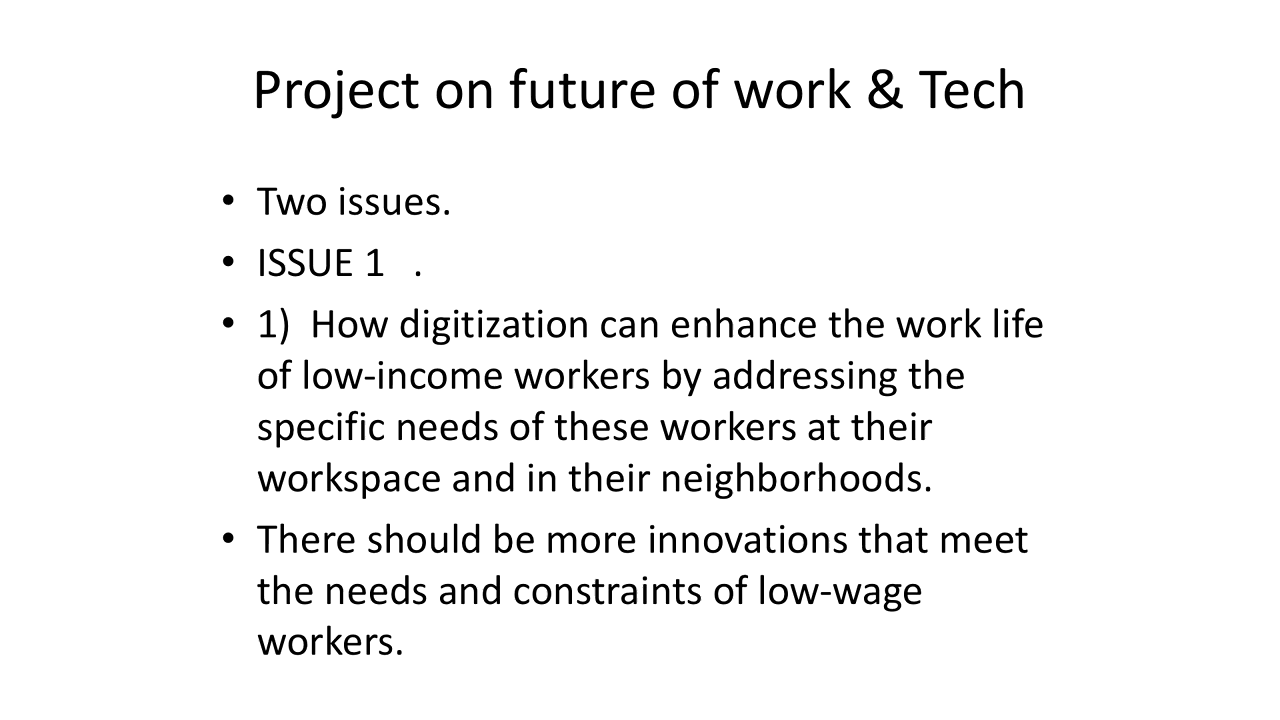 Project on future of work & Tech
• Two issues.
• ISSUE 1   .
• 1)  How digitization can enhance the work life
of low-income workers by addressing the
specific needs of these workers at their
workspace and in their neighborhoods.
• There should be more innovations that meet
the needs and constraints of low-wage
workers.